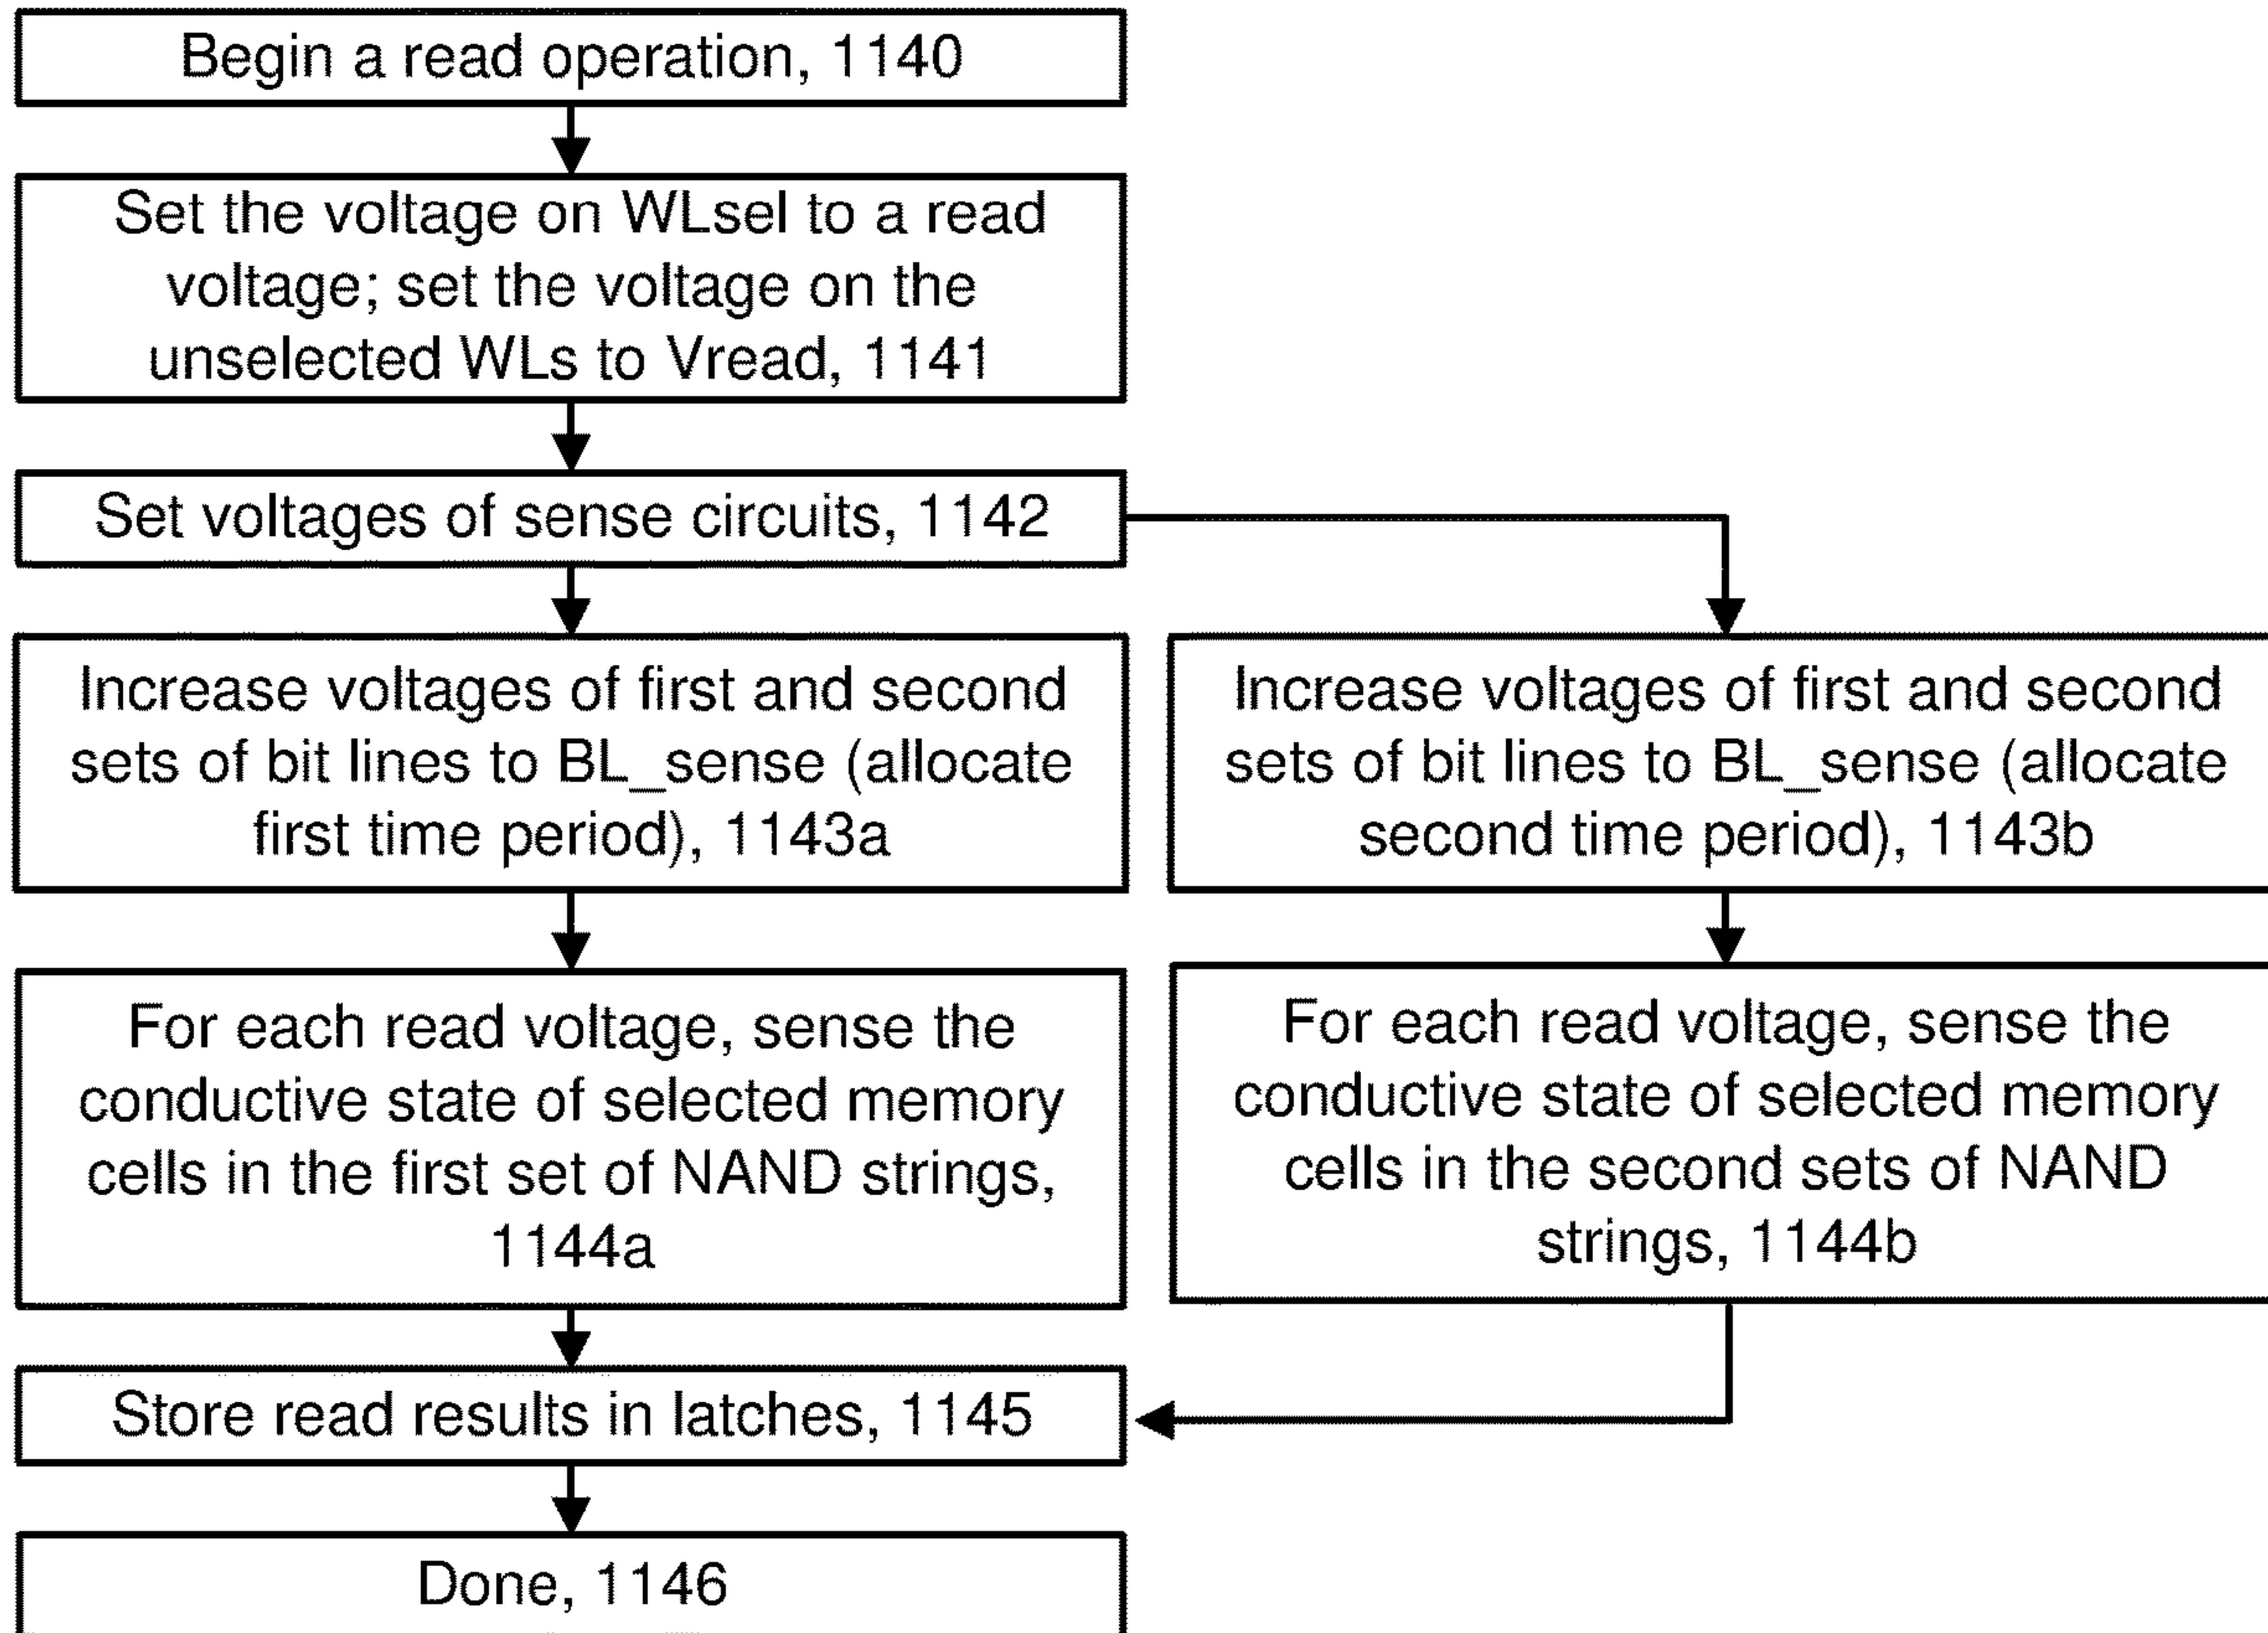 Begin a read operation, 1140
Set the voltage on WLsel to a read
voltage; set the voltage on the
unselected WLs to Vread, 1141
Set voltages of sense circuits, 1142
Increase voltages of first and second
sets of bit lines to BL_sense (allocate
first time period), 1143a
Increase voltages of first and second
sets of bit lines to BL_sense (allocate
second time period), 1143b
For each read voltage, sense the
conductive state of selected memory
cells in the first set of NAND strings,
1144a
For each read voltage, sense the
conductive state of selected memory
cells in the second sets of NAND
strings, 1144b
Store read results in latches, 1145
Done, 1146